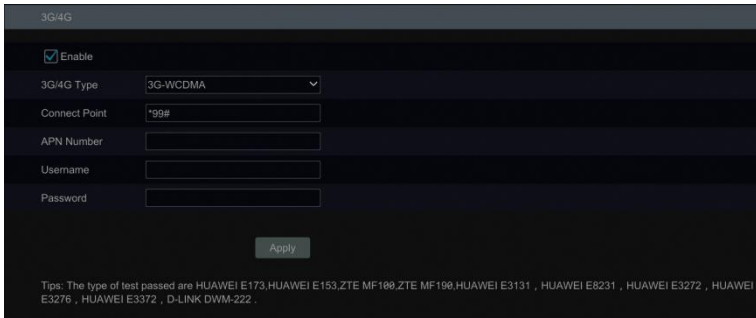 3G/4G
Enable
3G/4G Type 3G-WCDMA
Connect Point *99#
APN Number
Username
Password
Apply
Tips: The type of test passed are HUAWEI E173,HUAWEI E153,ZTE MF100,ZTE MF190,HUAWEI E3131 , HUAWEI E8231 , HUAWEI E3272 , HUAWEI
E3276 , HUAWEI E3372 , D-LINK DWM-222 .